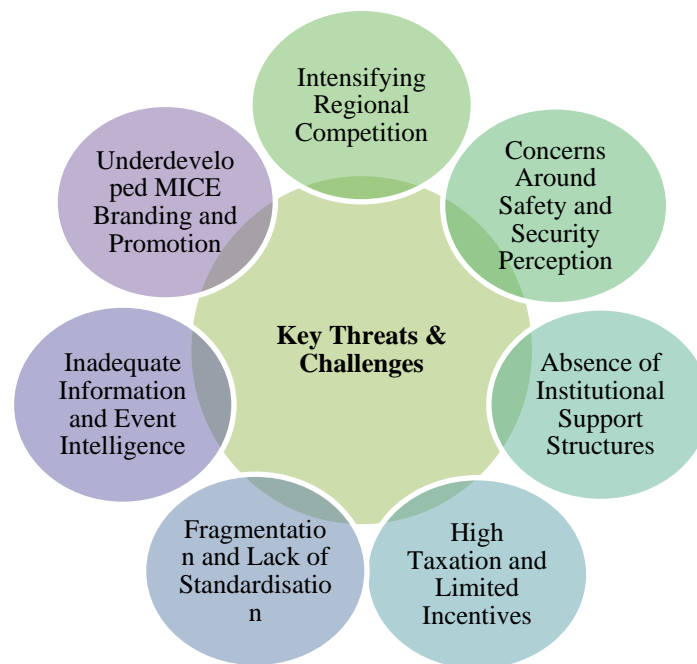 Intensifying
Regional
Competition
Concerns
Around
Safety and
Security
Perception
Absence of
Institutional
Support
Structures
High
Taxation and
Limited
Incentives
Fragmentatio
n and Lack of
Standardisatio
n
Inadequate
Information
and Event
Intelligence
Underdevelo
ped MICE
Branding and
Promotion
Key Threats &
Challenges